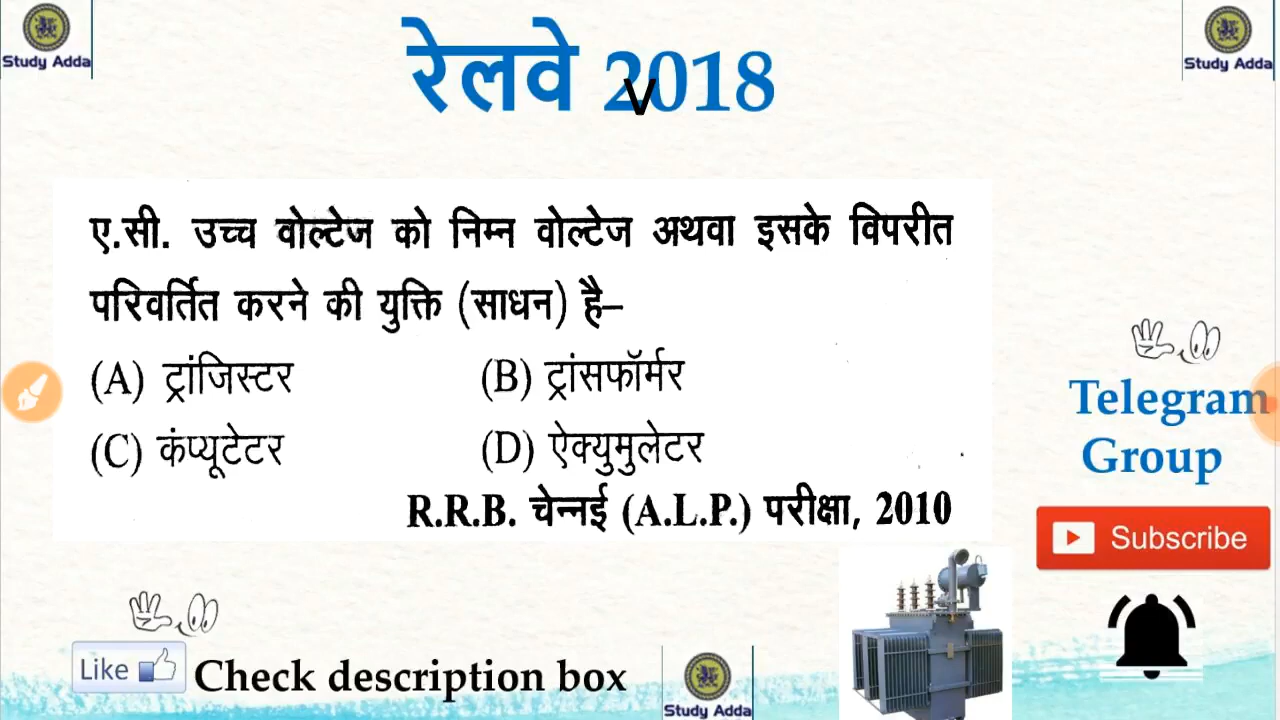 Study Adda
रेलवे 2018
v
Study Adda
ए.सी. उच्च वोल्टेज को निम्न वोल्टेज अथवा इसके विपरीत
परिवर्तित करने की युक्ति (साधन) है–
(A) ट्रांजिस्टर (B) ट्रांसफॉर्मर
(C) कंप्यूटेटर (D) ऐक्युमुलेटर
R.R.B. चेन्नई (A.L.P.) परीक्षा, 2010
Telegram
Group
Subscribe
Like Check description box
Study Adda